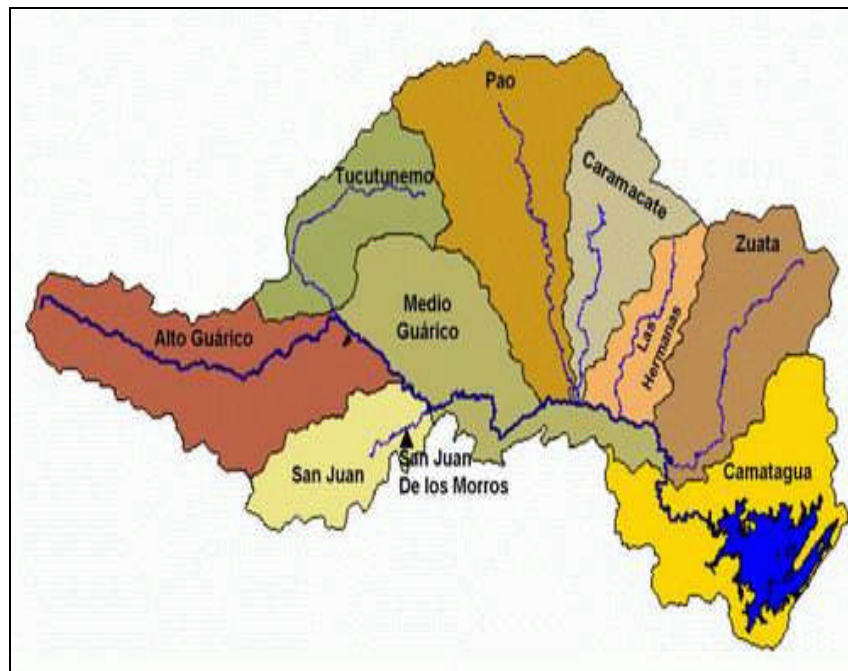 Pao
Tucutunemo
Caramacate
Zuata
Medio
Guárico
Alto Guárico
Las
Hermanas
San Juan
San Juan
De los Morros
Camatagua